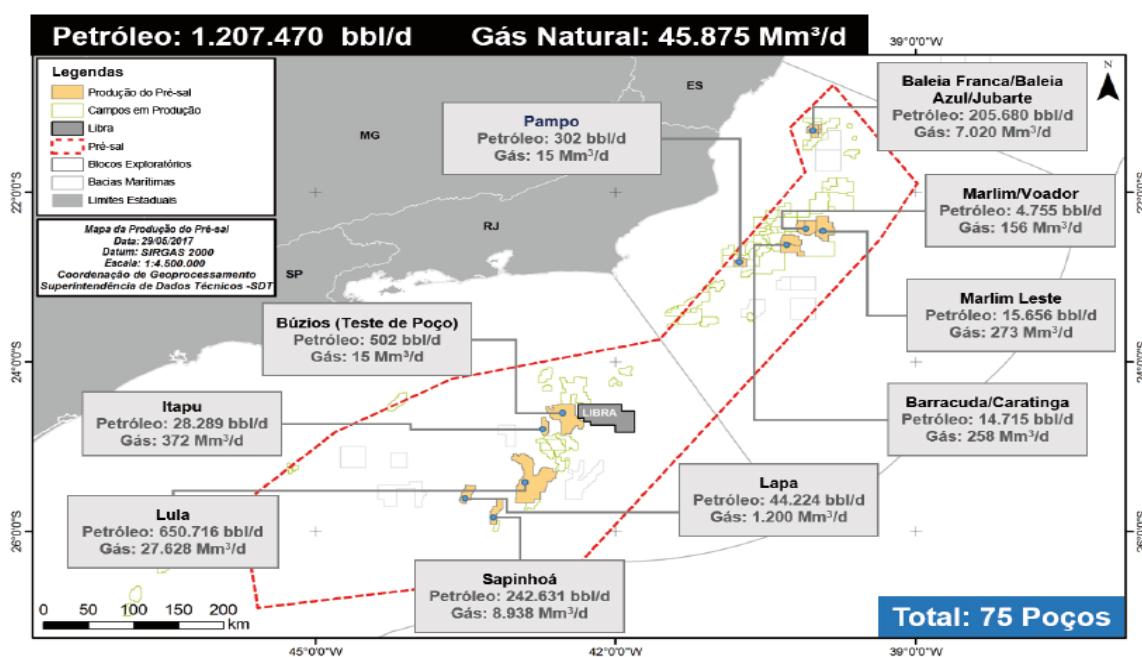 Petróleo: 1.207.470 bbl/d Gás Natural: 45.875 Mm³/d
39°0'0"W
Legendas
Produção do Pré-sal
Campos em Produção
Libra
Pré-sal
Blocos Exploratórios
Bacias Marítimas
Limites Estaduais
Mapa da Produção do Pré-sal
Data: 29/05/2017
Datum: SIRGAS 2000
Escala: 1:4.500.000
Coordenação de Geoprocessamento
Superintendência de Dados Técnicos -SDT
MG
ES
RJ
SP
N
Pampo
Petróleo: 302 bbl/d
Gás: 15 Mm³/d
Baleia Franca/Baleia
Azul/Jubarte
Petróleo: 205.680 bbl/d
Gás: 7.020 Mm³/d
22°0'0"S
22°0'0"S
Marlim/Voador
Petróleo: 4.755 bbl/d
Gás: 156 Mm³/d
Marlim Leste
Petróleo: 15.656 bbl/d
Gás: 273 Mm³/d
Búzios (Teste de Poço)
Petróleo: 502 bbl/d
Gás: 15 Mm³/d
24°0'0"S
24°0'0"S
Barracuda/Caratinga
Petróleo: 14.715 bbl/d
Gás: 258 Mm³/d
Itapu
Petróleo: 28.289 bbl/d
Gás: 372 Mm³/d
LIBRA
Lapa
Petróleo: 44.224 bbl/d
Gás: 1.200 Mm³/d
Lula
Petróleo: 650.716 bbl/d
Gás: 27.628 Mm³/d
26°0'0"S
26°0'0"S
Sapinhoá
Petróleo: 242.631 bbl/d
Gás: 8.938 Mm³/d
0 50 100 150 200
km
Total: 75 Poços
45°0'0"W
42°0'0"W
39°0'0"W